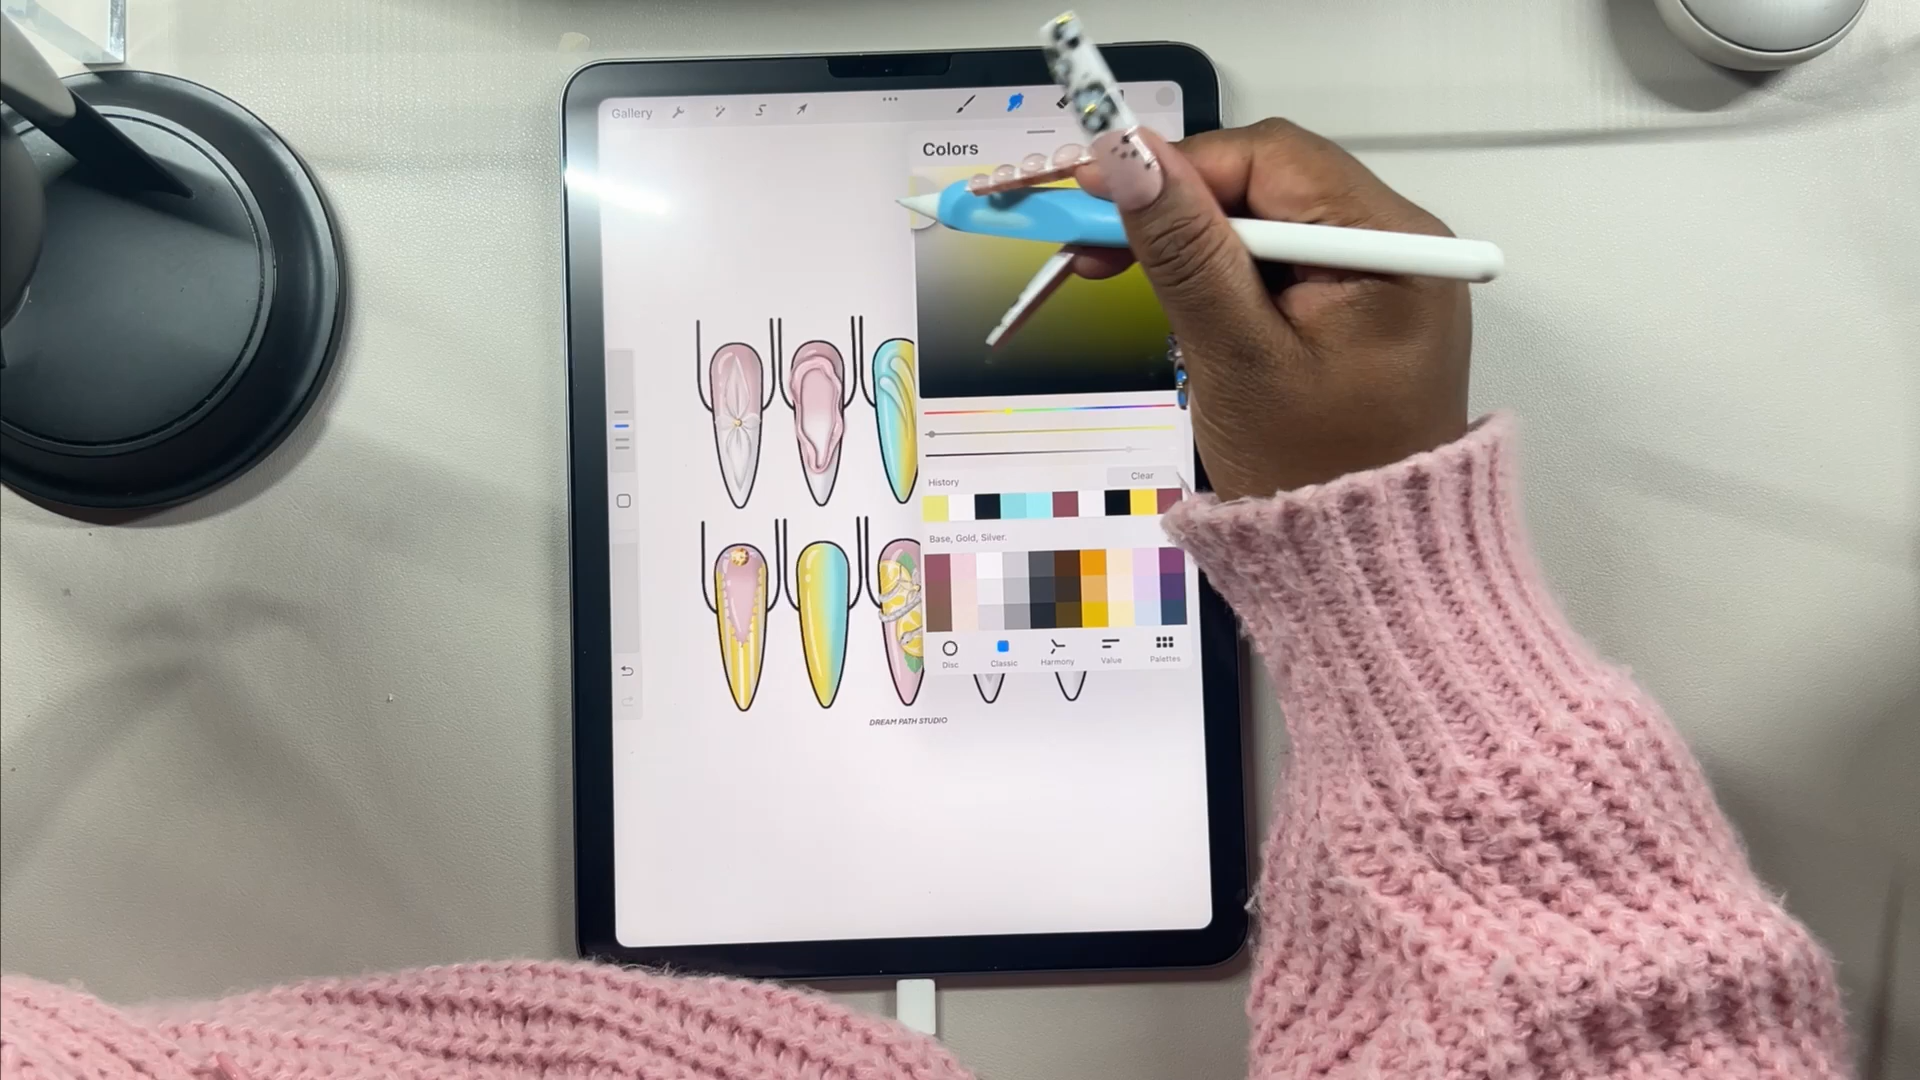 Gallery
Colors
History
Clear
Base, Gold, Silver.
Disc
Classic
Harmony
Value
Palettes
DREAM PATH STUDIO